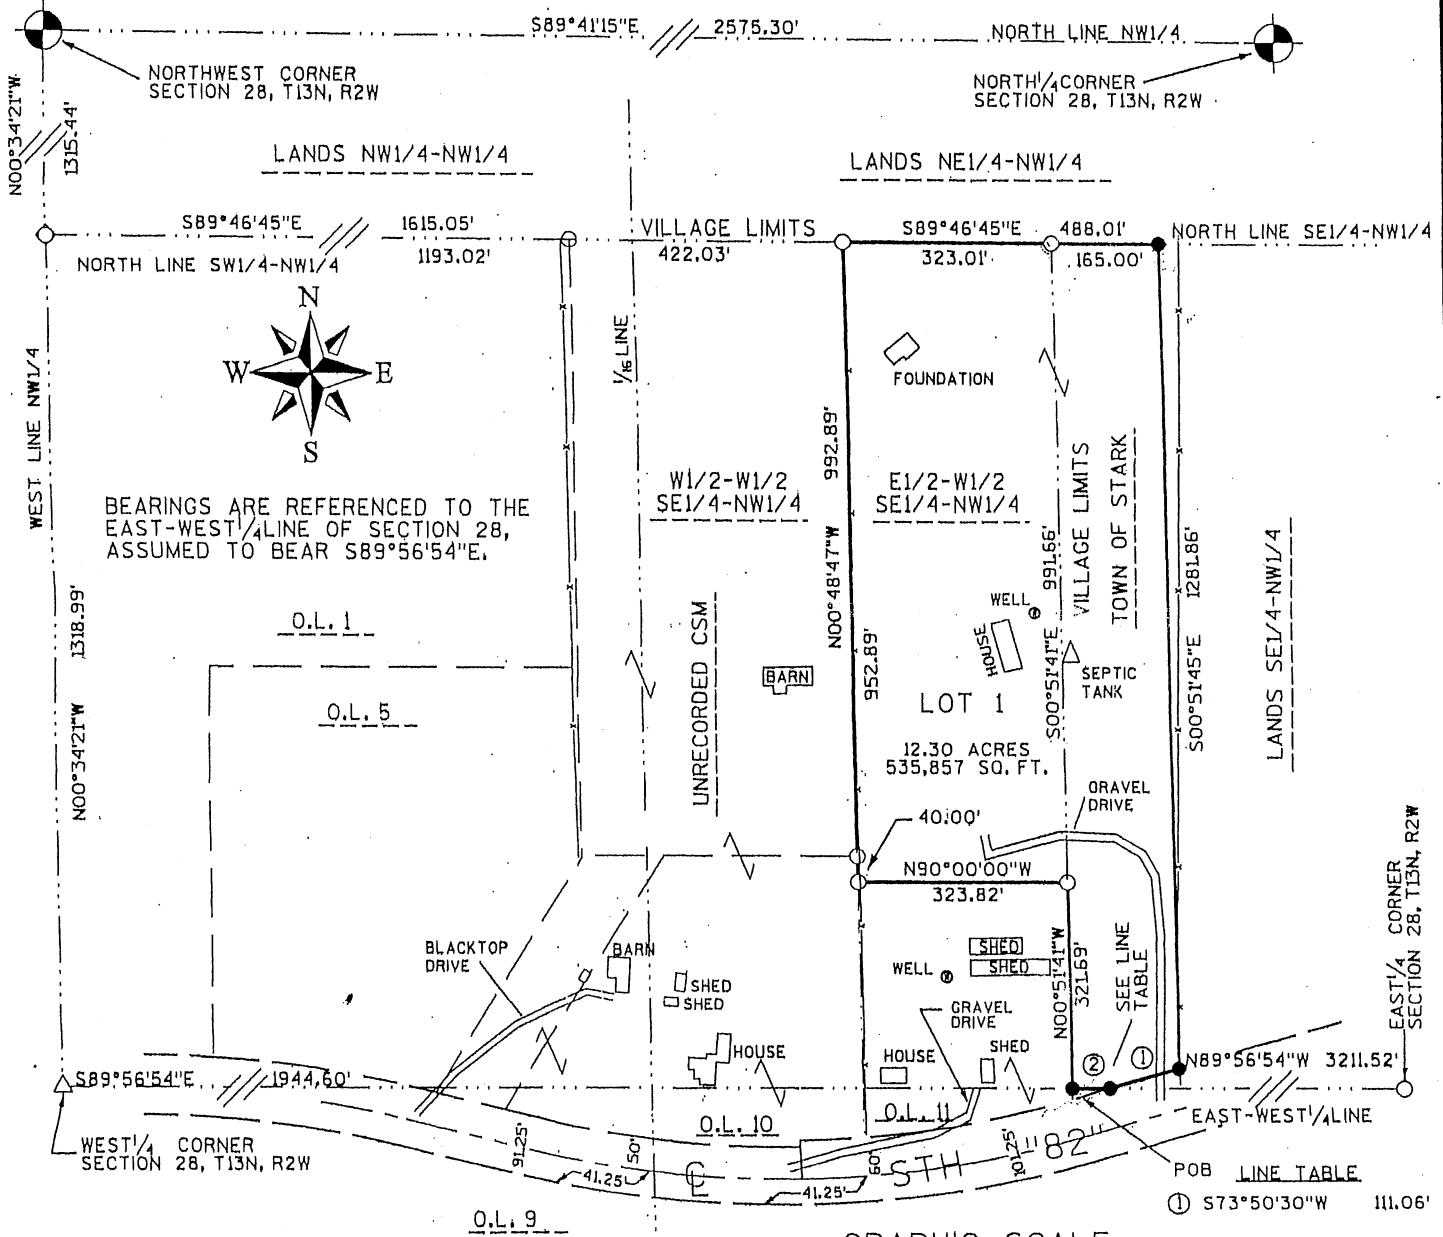 S89°41'15"E 2575.30' NORTH LINE NW1/4
NORTHWEST CORNER
SECTION 28, T13N, R2W
NORTH1/4 CORNER
SECTION 28, T13N, R2W
N00°34'21"W
1315.44'
LANDS NW1/4-NW1/4
LANDS NE1/4-NW1/4
S89°46'45"E 1615.05'
VILLAGE LIMITS
S89°46'45"E 488.01'
NORTH LINE SE1/4-NW1/4
NORTH LINE SW1/4-NW1/4
1193.02'
422.03'
323.01'
165.00'
N
W E
S
1/16 LINE
WEST LINE NW1/4
FOUNDATION
992.89'
W1/2-W1/2
SE1/4-NW1/4
E1/2-W1/2
SE1/4-NW1/4
VILLAGE LIMITS
TOWN OF STARK
BEARINGS ARE REFERENCED TO THE
EAST-WEST 1/4 LINE OF SECTION 28,
ASSUMED TO BEAR S89°56'54"E.
N00°48'47"W
991.66'
1281.86'
LANDS SE1/4-NW1/4
1318.99'
N00°34'21"W
O.L. 1
UNRECORDED CSM
WELL
HOUSE
S00°51'41"E
S00°51'45"E
SEPTIC
TANK
BARN
952.89'
O.L. 5
LOT 1
12.30 ACRES
535,857 SQ. FT.
GRAVEL
DRIVE
40.00'
N90°00'00"W
323.82'
EAST1/4 CORNER
SECTION 28, T13N, R2W
BLACKTOP
DRIVE
BARN
SHED
SHED
WELL
SHED
SHED
N00°51'41"W
321.69'
SEE LINE
TABLE
GRAVEL
DRIVE
HOUSE
HOUSE
SHED
2
1
N89°56'54"W 3211.52'
S89°56'54"E 1944.60'
EAST-WEST1/4LINE
O.L. 10
O.L. 11
WEST1/4 CORNER
SECTION 28, T13N, R2W
91.25'
50'
60'
101.25'
41.25'
41.25'
CL
STH "82"
POB
LINE TABLE
1 S73°50'30"W 111.06'
O.L. 9
GRAPHIC SCALE